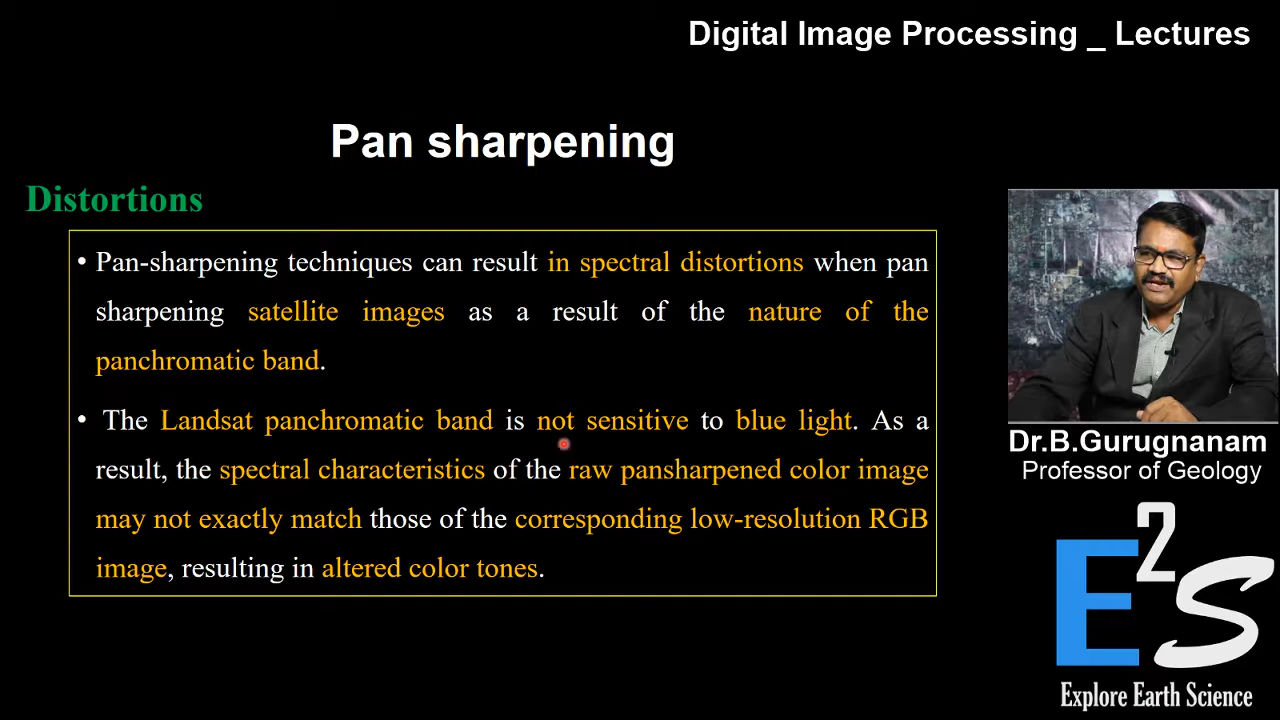 Digital Image Processing _ Lectures
Pan sharpening
Distortions
• Pan-sharpening techniques can result in spectral distortions when pan
sharpening satellite images as a result of the nature of the
panchromatic band.
• The Landsat panchromatic band is not sensitive to blue light. As a
result, the spectral characteristics of the raw pansharpened color image
may not exactly match those of the corresponding low-resolution RGB
image, resulting in altered color tones.
Dr.B.Gurugnanam
Professor of Geology
E2S
Explore Earth Science